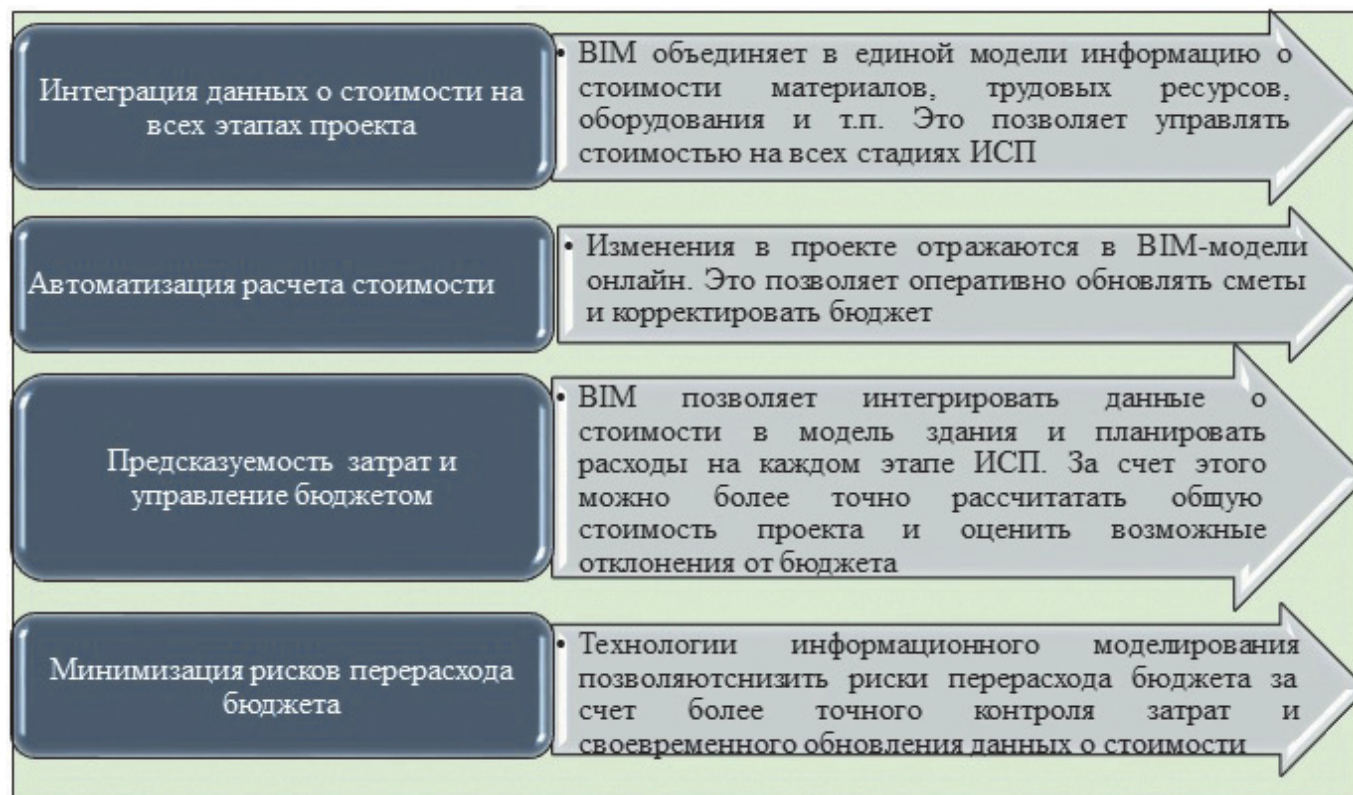 Интеграция данных о стоимости на
всех этапах проекта
• BIM объединяет в единой модели информацию о
стоимости материалов, трудовых ресурсов,
оборудования и т.п. Это позволяет управлять
стоимостью на всех стадиях ИСП
Автоматизация расчета стоимости
• Изменения в проекте отражаются в BIM-модели
онлайн. Это позволяет оперативно обновлять сметы
и корректировать бюджет
Предсказуемость затрат и
управление бюджетом
• BIM позволяет интегрировать данные о
стоимости в модель здания и планировать
расходы на каждом этапе ИСП. За счет этого
можно более точно рассчитатать общую
стоимость проекта и оценить возможные
отклонения от бюджета
Минимизация рисков перерасхода
бюджета
• Технологии информационного моделирования
позволяютснизить риски перерасхода бюджета за
счет более точного контроля затрат и
своевременного обновления данных о стоимости